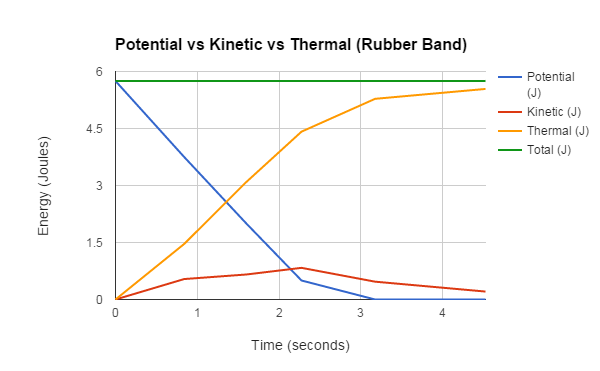 Potential vs Kinetic vs Thermal (Rubber Band)
6
4.5
3
1.5
0
Energy (Joules)
0 1 2 3 4
Time (seconds)
Potential
(J)
Kinetic (J)
Thermal (J)
Total (J)